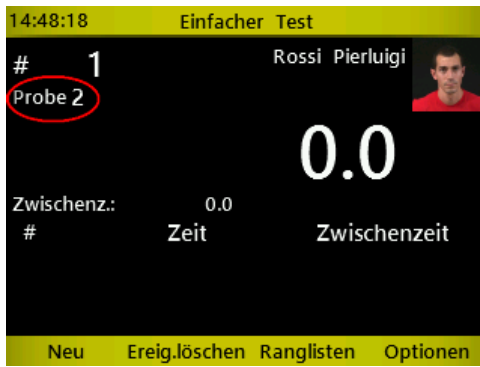 14:48:18 Einfacher Test
# 1 Rossi Pierluigi
Probe 2
0.0
Zwischenz.: 0.0
# Zeit Zwischenzeit
Neu Ereig.löschen Ranglisten Optionen